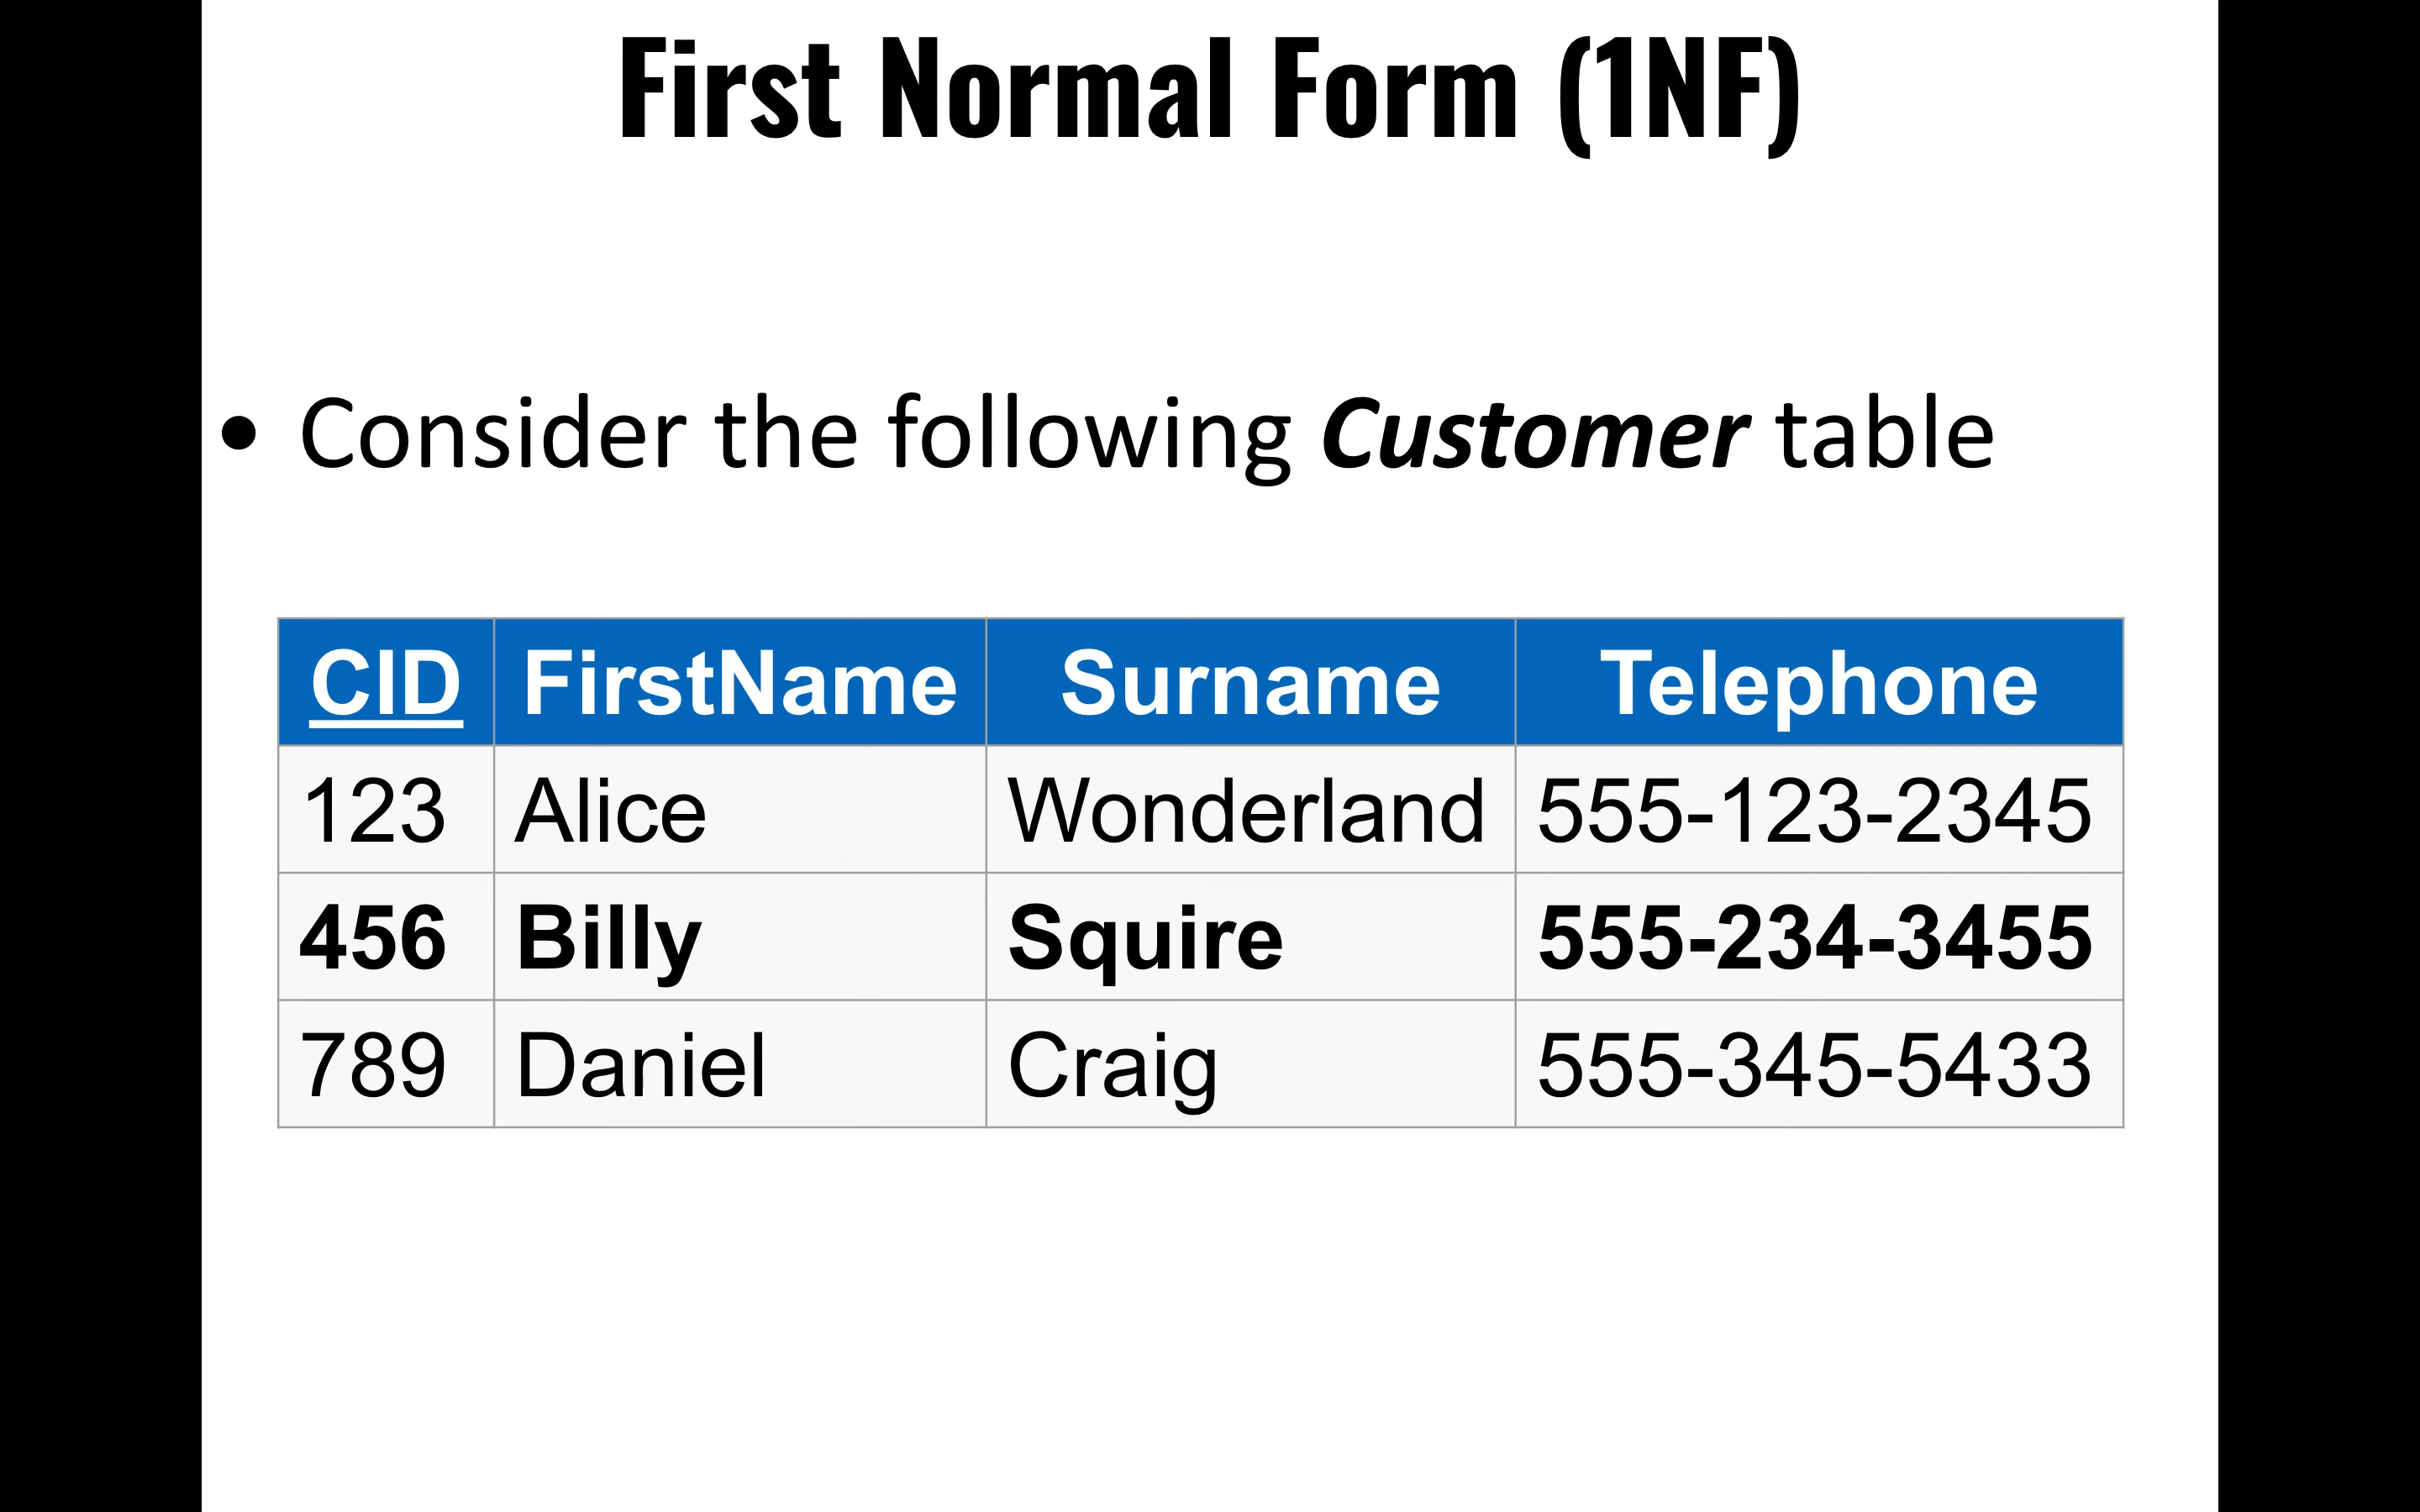 First Normal Form (1NF)
• Consider the following Customer table
CID FirstName Surname Telephone
123 Alice Wonderland 555-123-2345
456 Billy Squire 555-234-3455
789 Daniel Craig 555-345-5433